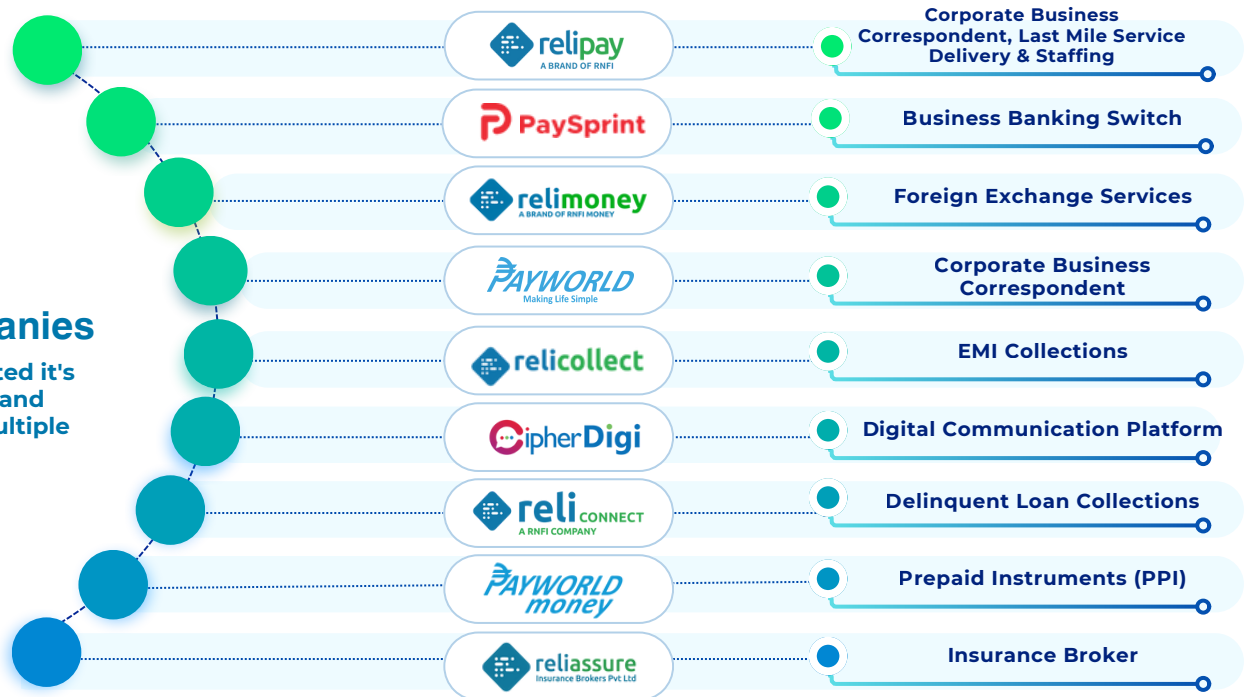 relipay
A BRAND OF RNFI
Corporate Business
Correspondent, Last Mile Service
Delivery & Staffing
PaySprint
Business Banking Switch
relimoney
A BRAND OF RNFI MONEY
Foreign Exchange Services
PAYWORLD
Making Life Simple
Corporate Business
Correspondent
anies
ted it's
and
ultiple
relicollect
EMI Collections
CipherDigi
Digital Communication Platform
reli CONNECT
A RNFI COMPANY
Delinquent Loan Collections
PAYWORLD
money
Prepaid Instruments (PPI)
reliassure
Insurance Brokers Pvt Ltd
Insurance Broker